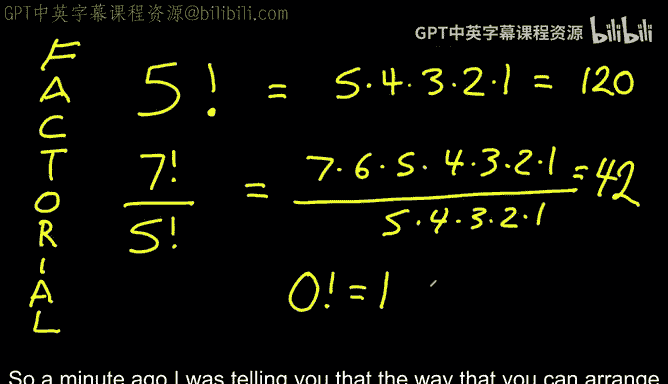 GPT中英字幕课程资源@bilibili.com
GPT中英字幕课程资源 bilibili
FACTORIAL
5! = 5·4·3·2·1 = 120
7!/5! = 7·6·5·4·3·2·1/5·4·3·2·1 = 42
0! = 1
So a minute ago I was telling you that the way that you can arrange